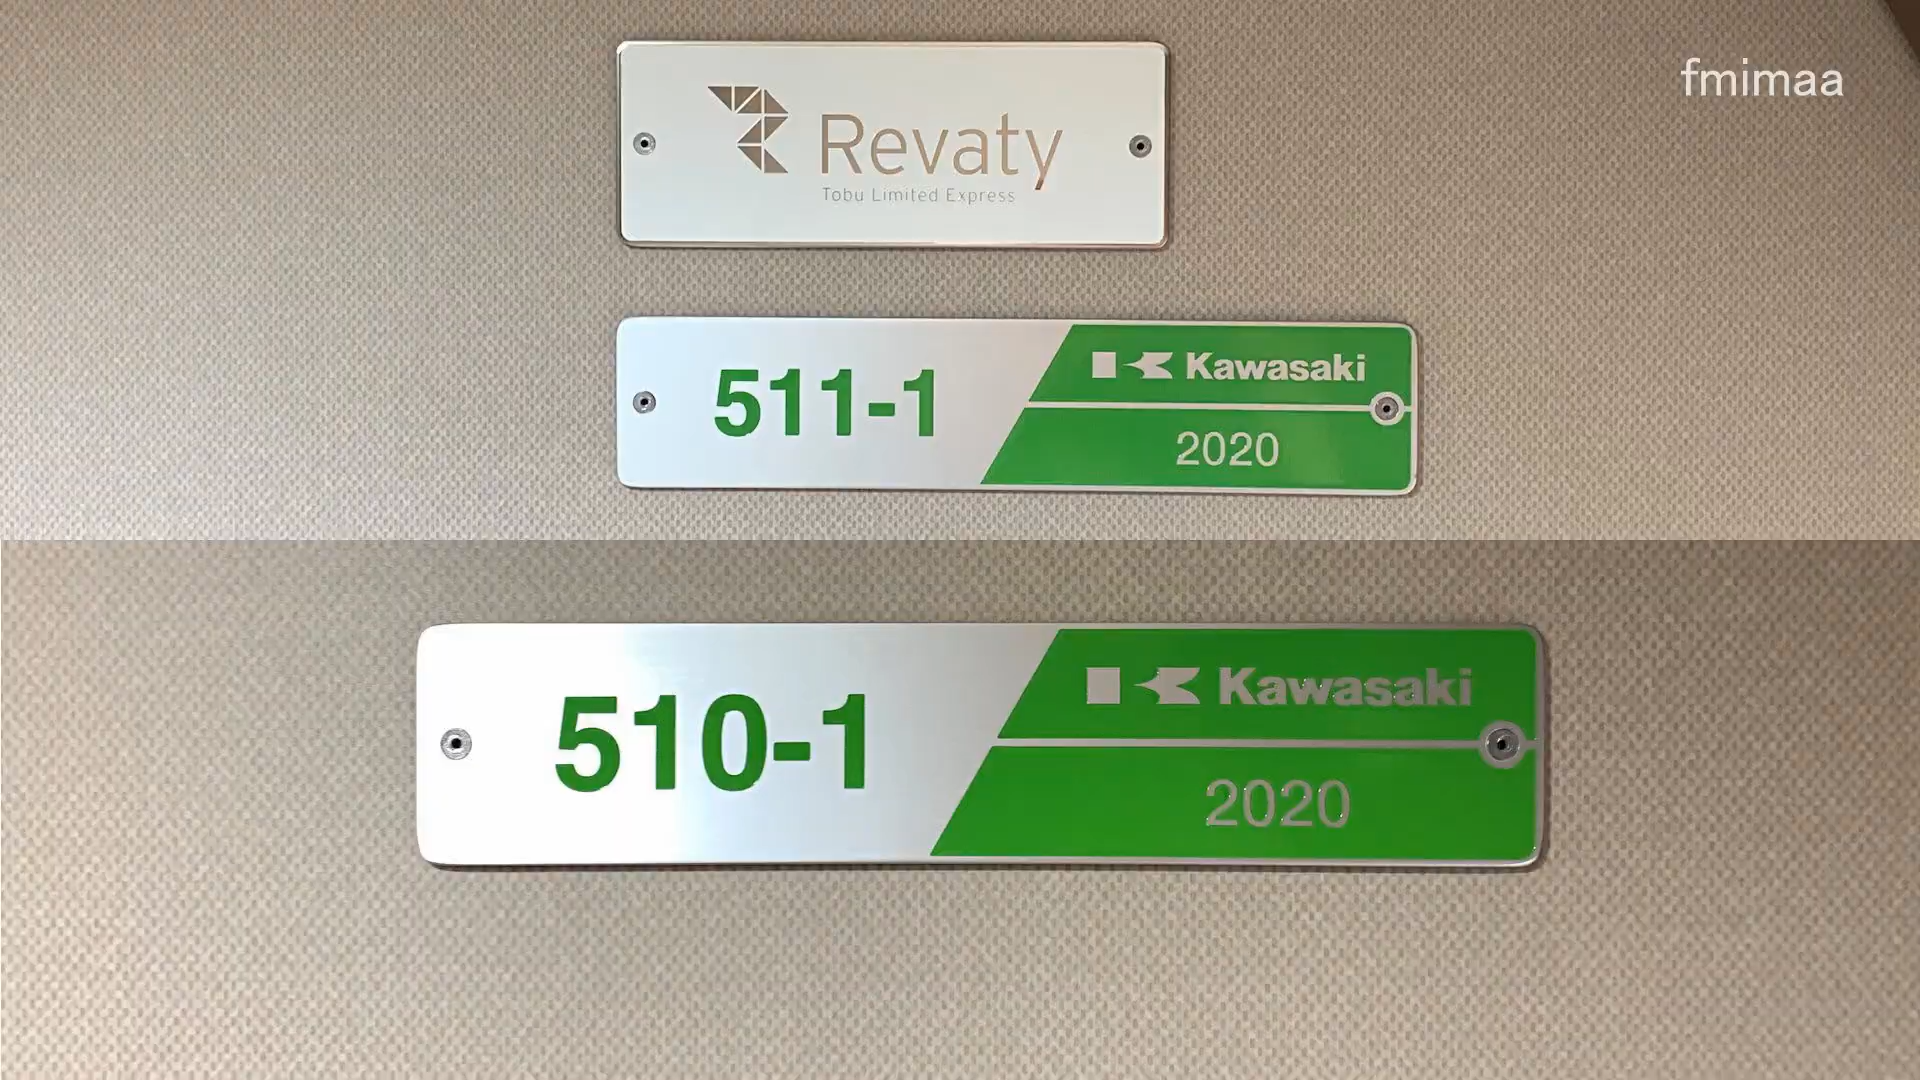 fmimaa
Revaty
Tobu Limited Express
511-1
Kawasaki
2020
510-1
Kawasaki
2020